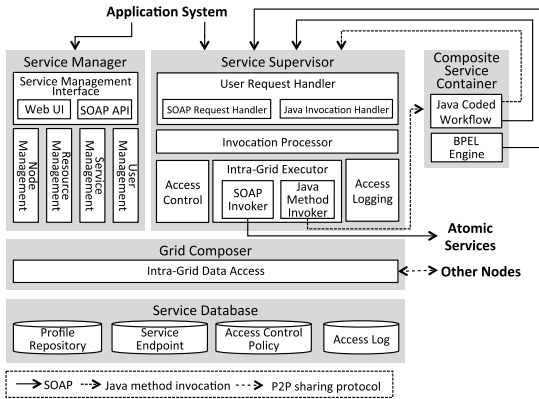 Application System
Service Manager
Service Management
Interface
Web UI
SOAP API
Node
Management
Resource
Management
Service
Management
User
Management
Service Supervisor
User Request Handler
SOAP Request Handler
Java Invocation Handler
Invocation Processor
Access
Control
Intra-Grid Executor
SOAP
Invoker
Java
Method
Invoker
Access
Logging
Composite
Service
Container
Java Coded
Workflow
BPEL
Engine
Atomic
Services
Grid Composer
Intra-Grid Data Access
Other Nodes
Service Database
Profile
Repository
Service
Endpoint
Access Control
Policy
Access Log
SOAP
Java method invocation
P2P sharing protocol